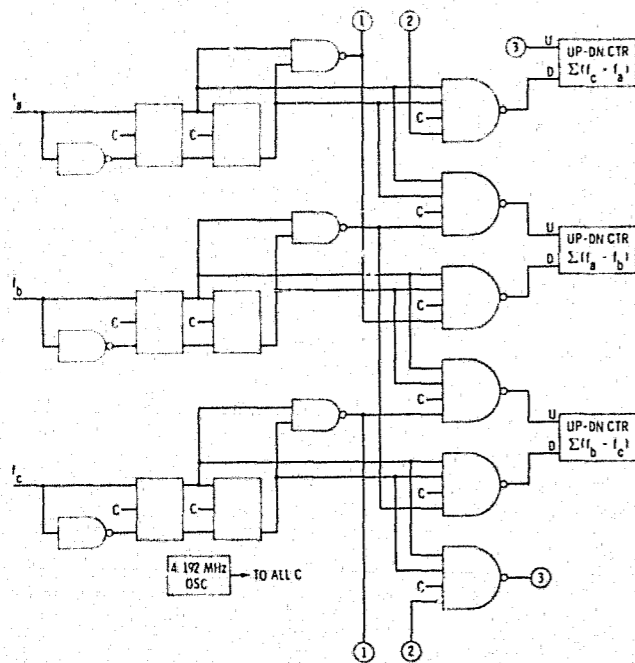 1
2
3
U
UP-DN CTR
Σ(f_c - f_a)
D
f_a
C
C
C
C
U
UP-DN CTR
Σ(f_a - f_b)
D
f_b
C
C
C
C
U
UP-DN CTR
Σ(f_b - f_c)
D
f_c
C
C
C
4.192 MHz
OSC
TO ALL C
C
3
1
2